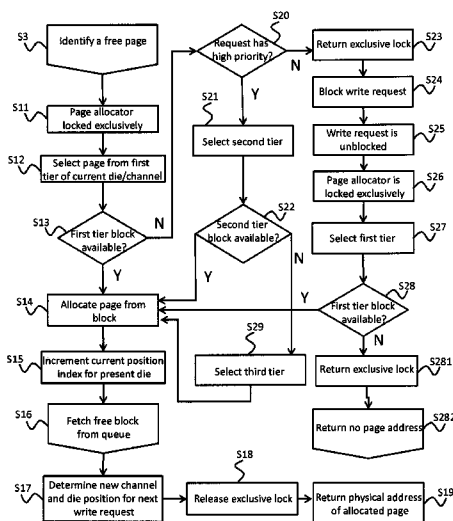 S3
Identify a free page
S11
Page allocator
locked exclusively
S12
Select page from first
tier of current die/channel
S13
First tier block
available?
N
Y
S14
Allocate page from
block
S15
Increment current position
index for present die
S16
Fetch free block
from queue
S17
Determine new channel
and die position for next
write request
S18
Release exclusive lock
Return physical address
of allocated page
S19
S20
Request has
high priority?
N
Y
S21
Select second tier
S22
Second tier
block available?
Y
N
S29
Select third tier
Return exclusive lock
S23
S24
Block write request
S25
Write request is
unblocked
S26
Page allocator is
locked exclusively
S27
Select first tier
S28
First tier block
available?
Y
N
S281
Return exclusive lock
S282
Return no page address